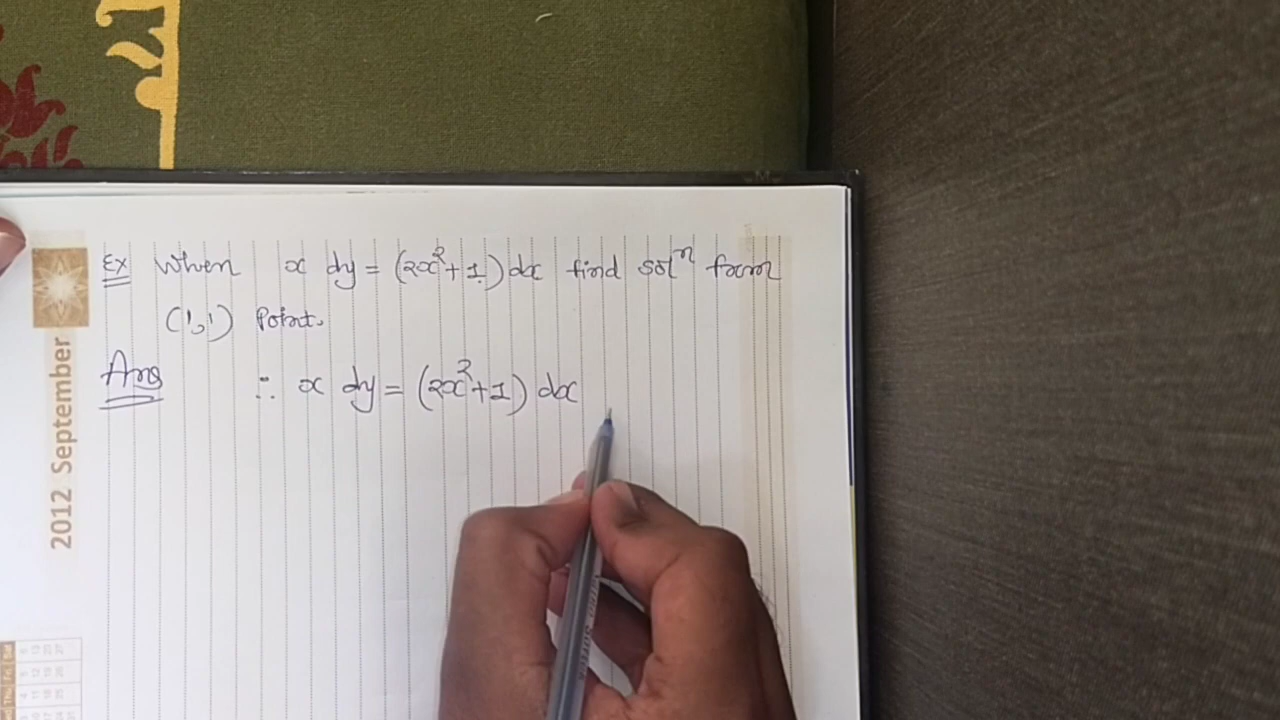 Ex When x dy = (2x²+1)dx find solⁿ from
(1,1) Point.
Ans ∴ x dy = (2x²+1) dx
2012 September